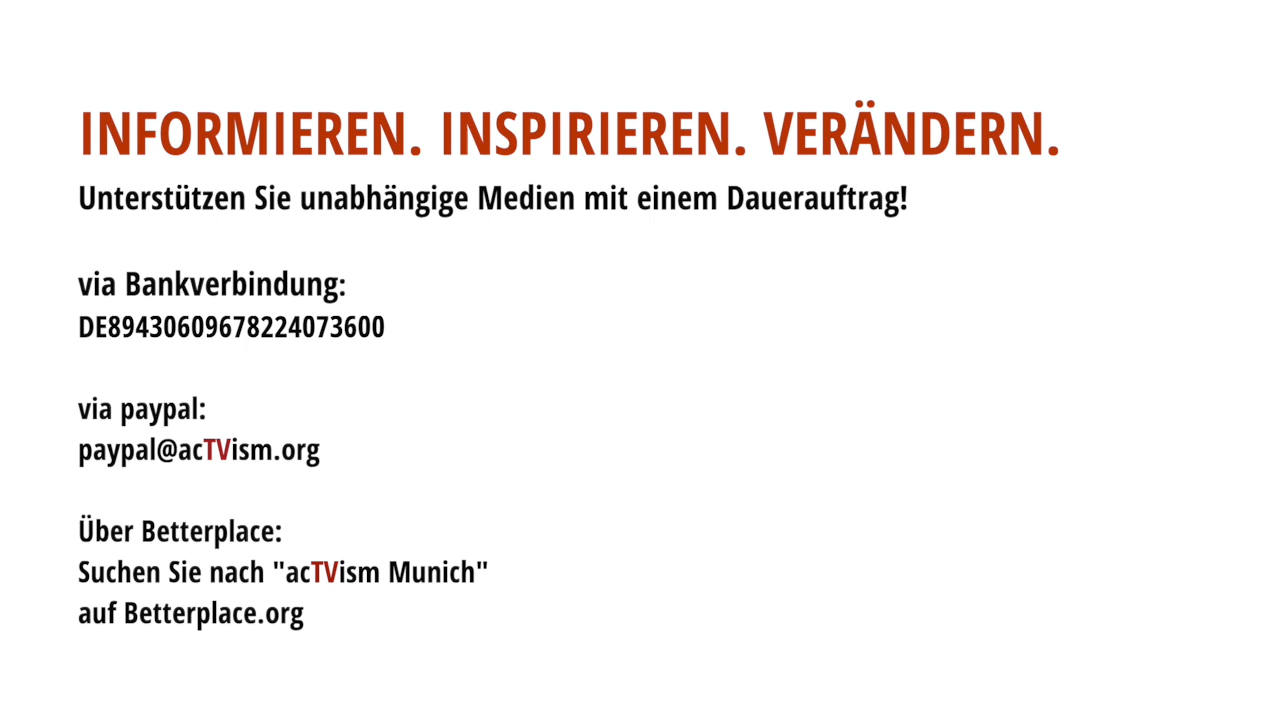 INFORMIEREN. INSPIRIEREN. VERÄNDERN.
Unterstützen Sie unabhängige Medien mit einem Dauerauftrag!
via Bankverbindung:
DE89430609678224073600
via paypal:
paypal@acTVism.org
Über Betterplace:
Suchen Sie nach "acTVism Munich"
auf Betterplace.org